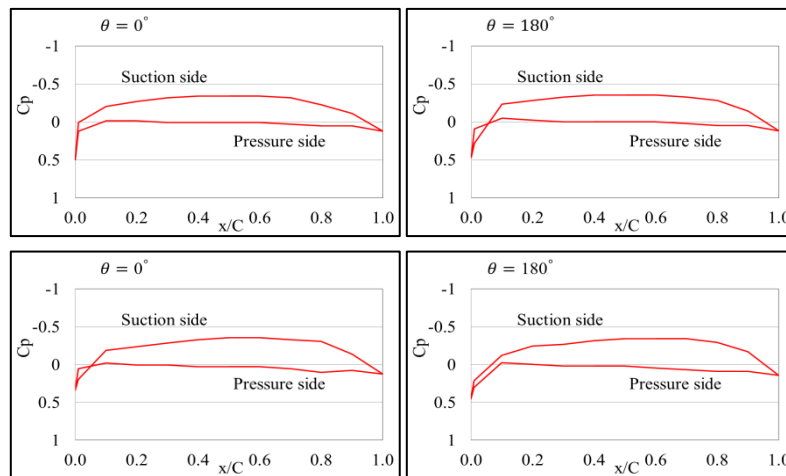 θ = 0°
-1
-0.5
0
0.5
1
Cp
Suction side
Pressure side
0.0 0.2 0.4 0.6 0.8 1.0
x/C
θ = 180°
-1
-0.5
0
0.5
1
Cp
Suction side
Pressure side
0.0 0.2 0.4 0.6 0.8 1.0
x/C
θ = 0°
-1
-0.5
0
0.5
1
Cp
Suction side
Pressure side
0.0 0.2 0.4 0.6 0.8 1.0
x/C
θ = 180°
-1
-0.5
0
0.5
1
Cp
Suction side
Pressure side
0.0 0.2 0.4 0.6 0.8 1.0
x/C